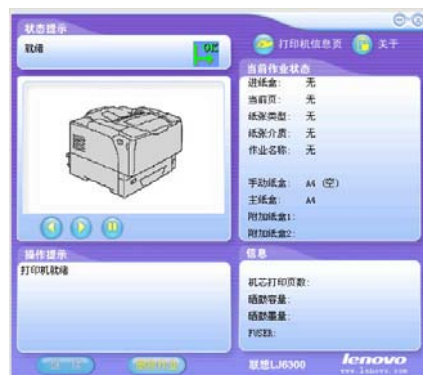 状态提示
就绪
OK
打印机信息页
关于
当前作业状态
进纸盒: 无
当前页: 无
纸张类型: 无
纸张介质: 无
作业名称: 无
手动纸盒: A4 (空)
主纸盒: A4
附加纸盒1:
附加纸盒2:
操作提示
打印机就绪
信息
机芯打印页数:
硒鼓容量:
硒鼓墨量:
FUSER:
联想LJ6300
lenovo
www.lenovo.com